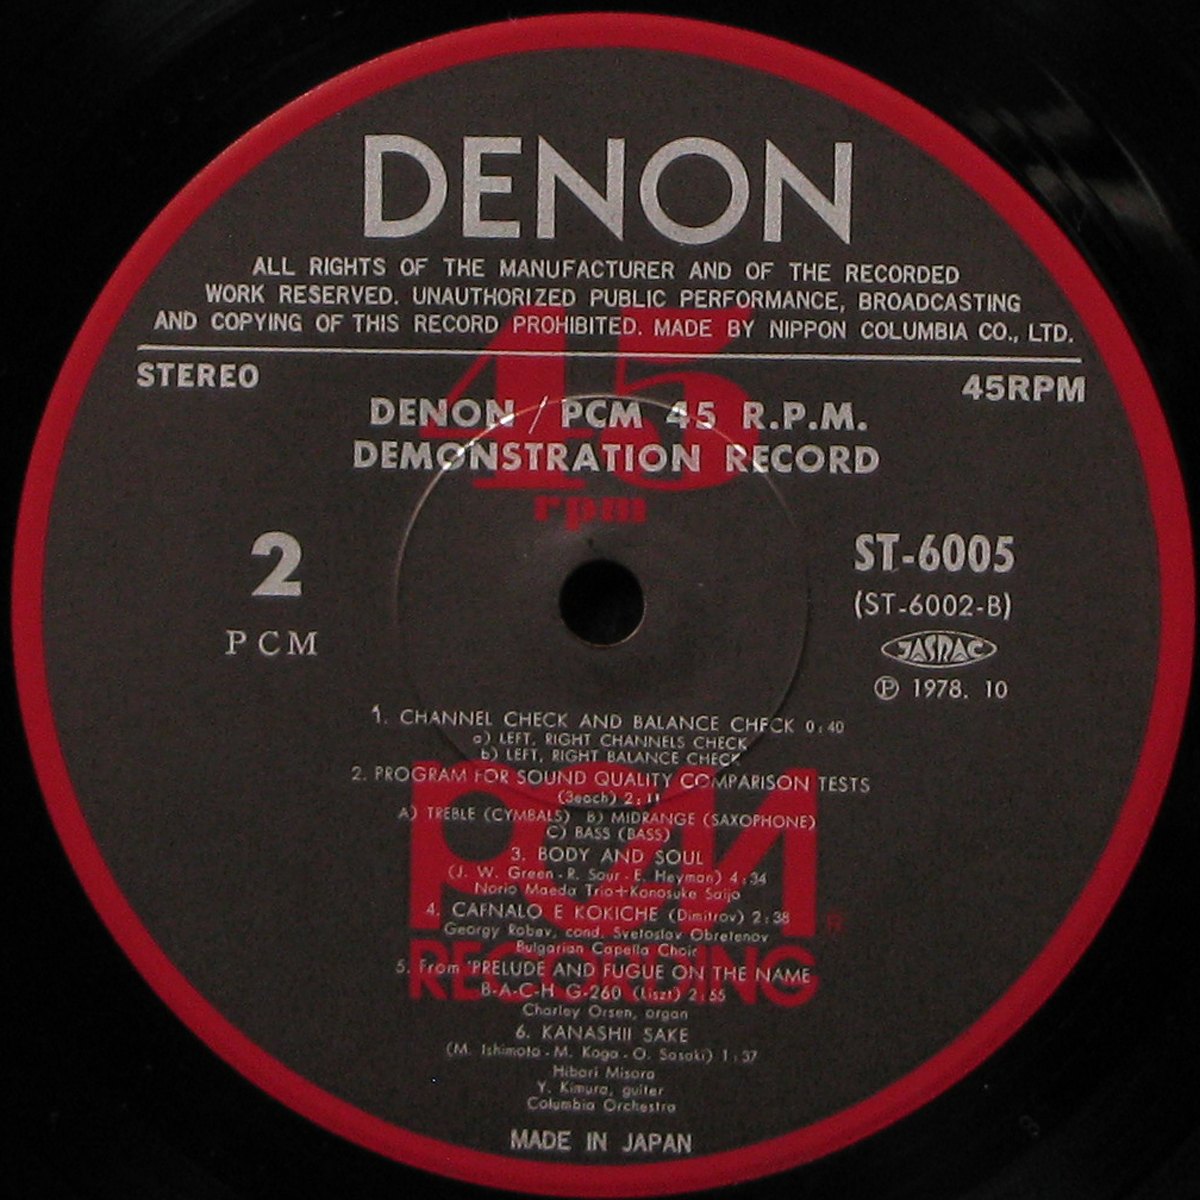 DENON
ALL RIGHTS OF THE MANUFACTURER AND OF THE RECORDED
WORK RESERVED. UNAUTHORIZED PUBLIC PERFORMANCE, BROADCASTING
AND COPYING OF THIS RECORD PROHIBITED. MADE BY NIPPON COLUMBIA CO., LTD.
STEREO 45RPM
45
rpm
DENON / PCM 45 R.P.M.
DEMONSTRATION RECORD
2
PCM
ST-6005
(ST-6002-B)
JASRAC
℗ 1978. 10
1. CHANNEL CHECK AND BALANCE CHECK 0:40
a) LEFT, RIGHT CHANNELS CHECK
b) LEFT, RIGHT BALANCE CHECK
2. PROGRAM FOR SOUND QUALITY COMPARISON TESTS
(3each) 2:11
A) TREBLE (CYMBALS) B) MIDRANGE (SAXOPHONE)
C) BASS (BASS)
3. BODY AND SOUL
(J. W. Green - R. Sour - E. Heyman) 4:34
Norio Maeda Trio+Konosuke Saijo
4. CAFNALO E KOKICHE (Dimitrov) 2:38
Georgy Robev, cond. Svetoslav Obretenov
Bulgarian Capella Choir
5. From "PRELUDE AND FUGUE ON THE NAME
B-A-C-H G-260 (Liszt) 2:55
Charley Orsen, organ
6. KANASHII SAKE
(M. Ishimoto - M. Koga - O. Sasaki) 1:37
Hibari Misora
Y. Kimura, guiter
Columbia Orchestra
PCM
RECORDING
MADE IN JAPAN